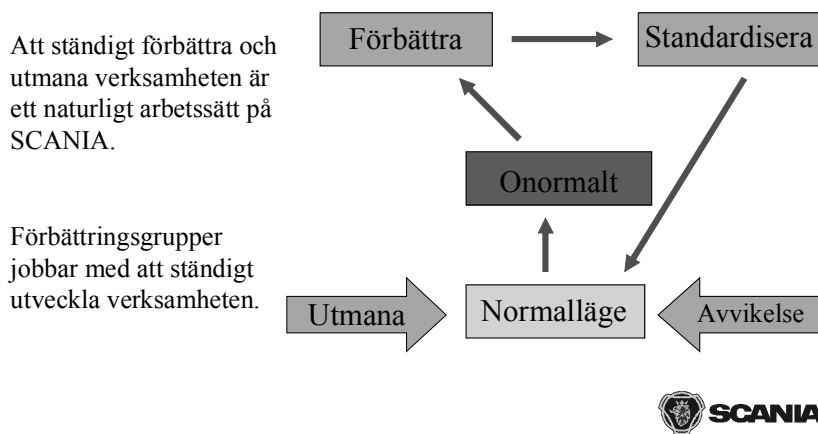 Att ständigt förbättra och
utmana verksamheten är
ett naturligt arbetssätt på
SCANIA.
Förbättringsgrupper
jobbar med att ständigt
utveckla verksamheten.
Förbättra
Standardisera
Onormalt
Utmana
Normalläge
Avvikelse
SCANIA